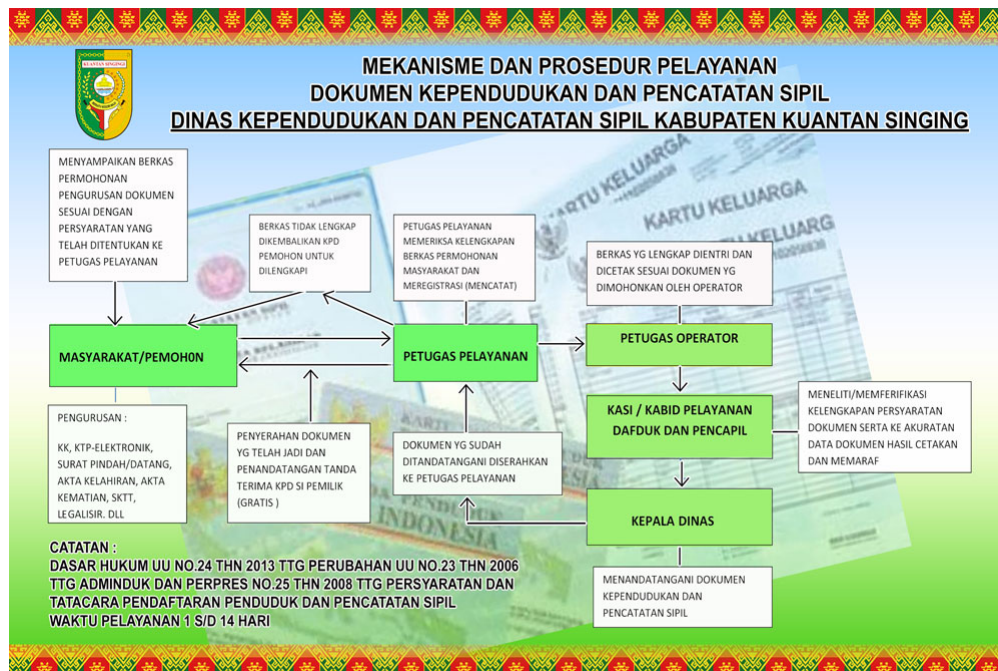 KUANTAN SINGINGI
MEKANISME DAN PROSEDUR PELAYANAN
DOKUMEN KEPENDUDUKAN DAN PENCATATAN SIPIL
DINAS KEPENDUDUKAN DAN PENCATATAN SIPIL KABUPATEN KUANTAN SINGING
MENYAMPAIKAN BERKAS
PERMOHONAN
PENGURUSAN DOKUMEN
SESUAI DENGAN
PERSYARATAN YANG
TELAH DITENTUKAN KE
PETUGAS PELAYANAN
BERKAS TIDAK LENGKAP
DIKEMBALIKAN KPD
PEMOHON UNTUK
DILENGKAPI
PETUGAS PELAYANAN
MEMERIKSA KELENGKAPAN
BERKAS PERMOHONAN
MASYARAKAT DAN
MEREGISTRASI (MENCATAT)
BERKAS YG LENGKAP DIENTRI DAN
DICETAK SESUAI DOKUMEN YG
DIMOHONKAN OLEH OPERATOR
KARTU KELUARGA
KARTU KELUARGA
MASYARAKAT/PEMOH0N
PETUGAS PELAYANAN
PETUGAS OPERATOR
KASI / KABID PELAYANAN
DAFDUK DAN PENCAPIL
MENELITI/MEMFERIFIKASI
KELENGKAPAN PERSYARATAN
DOKUMEN SERTA KE AKURATAN
DATA DOKUMEN HASIL CETAKAN
DAN MEMARAF
PENGURUSAN :
KK, KTP-ELEKTRONIK,
SURAT PINDAH/DATANG,
AKTA KELAHIRAN, AKTA
KEMATIAN, SKTT,
LEGALISIR. DLL
PENYERAHAN DOKUMEN
YG TELAH JADI DAN
PENANDATANGAN TANDA
TERIMA KPD SI PEMILIK
(GRATIS )
DOKUMEN YG SUDAH
DITANDATANGANI DISERAHKAN
KE PETUGAS PELAYANAN
KEPALA DINAS
INDONESIA
MENANDATANGANI DOKUMEN
KEPENDUDUKAN DAN
PENCATATAN SIPIL
CATATAN :
DASAR HUKUM UU NO.24 THN 2013 TTG PERUBAHAN UU NO.23 THN 2006
TTG ADMINDUK DAN PERPRES NO.25 THN 2008 TTG PERSYARATAN DAN
TATACARA PENDAFTARAN PENDUDUK DAN PENCATATAN SIPIL
WAKTU PELAYANAN 1 S/D 14 HARI